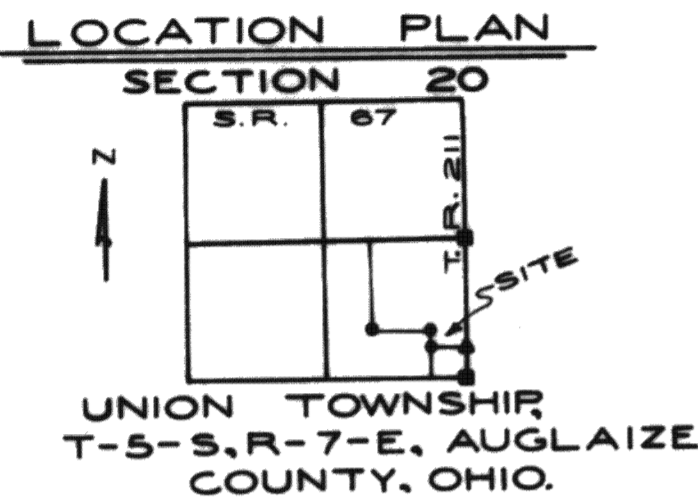 LOCATION PLAN
SECTION 20
S.R. 67
N
T.R. 211
SITE
UNION TOWNSHIP,
T-5-S, R-7-E, AUGLAIZE
COUNTY, OHIO.